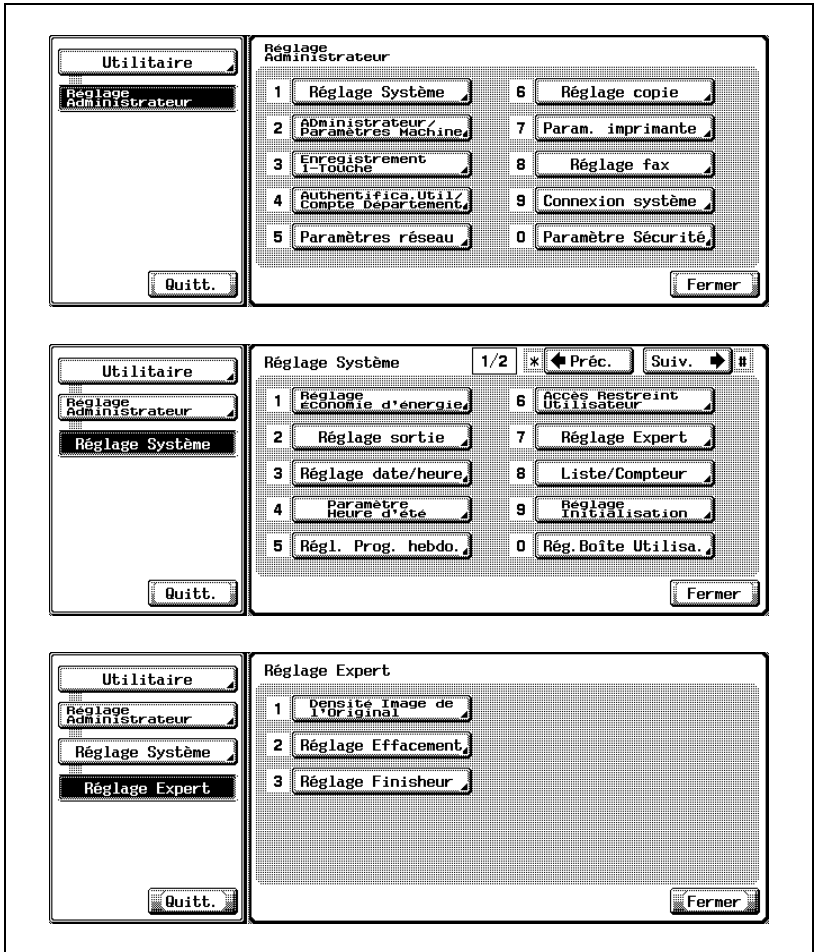 Utilitaire
Réglage
Administrateur
Quitt.
Réglage
Administrateur
1 Réglage Système
2 ADministrateur/
Paramètres Machine
3 Enregistrement
1-Touche
4 Authentifica.Util/
Compte Département
5 Paramètres réseau
6 Réglage copie
7 Param. imprimante
8 Réglage fax
9 Connexion système
0 Paramètre Sécurité
Fermer
Utilitaire
Réglage
Administrateur
Réglage Système
Quitt.
Réglage Système 1/2 * Préc. Suiv. #
1 Réglage
économie d'énergie
2 Réglage sortie
3 Réglage date/heure
4 Paramètre
Heure d'été
5 Régl. Prog. hebdo.
6 Accès Restreint
Utilisateur
7 Réglage Expert
8 Liste/Compteur
9 Réglage
Initialisation
0 Rég.Boîte Utilisa.
Fermer
Utilitaire
Réglage
Administrateur
Réglage Système
Réglage Expert
Quitt.
Réglage Expert
1 Densité Image de
l'Original
2 Réglage Effacement
3 Réglage Finisheur
Fermer